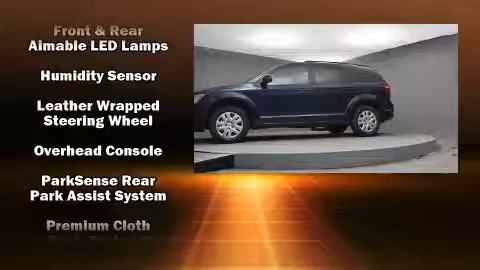 Front & Rear
Aimable LED Lamps
Humidity Sensor
Leather Wrapped
Steering Wheel
Overhead Console
ParkSense Rear
Park Assist System
Premium Cloth